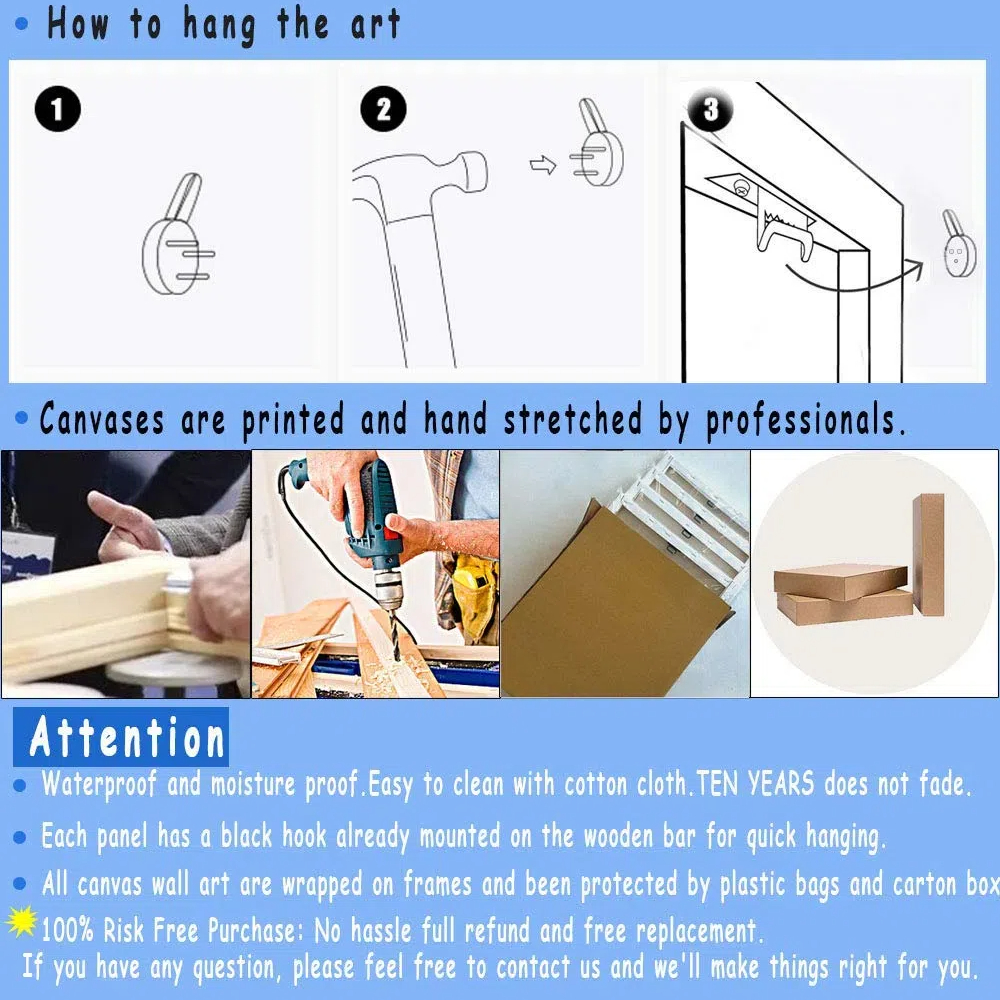 How to hang the art
1 2 3
Canvases are printed and hand stretched by professionals.
Attention
Waterproof and moisture proof.Easy to clean with cotton cloth.TEN YEARS does not fade.
Each panel has a black hook already mounted on the wooden bar for quick hanging.
All canvas wall art are wrapped on frames and been protected by plastic bags and carton box
100% Risk Free Purchase: No hassle full refund and free replacement.
If you have any question, please feel free to contact us and we'll make things right for you.